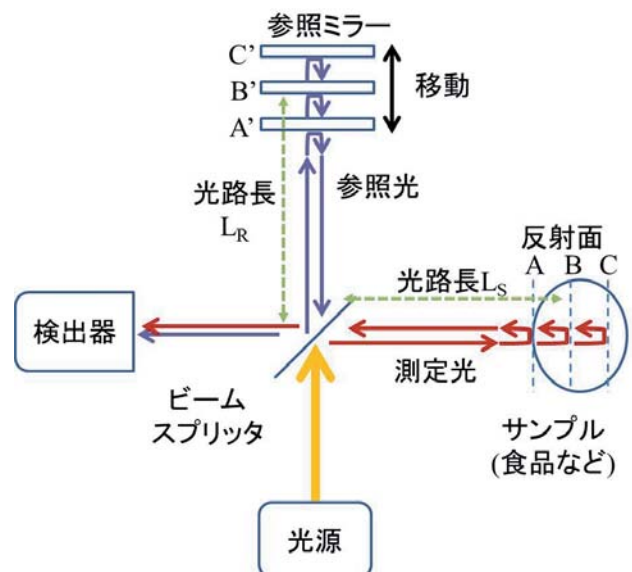 参照ミラー
C'
B'
A'
移動
光路長
L_R
参照光
反射面
A B C
光路長L_S
検出器
測定光
ビーム
スプリッタ
サンプル
(食品など)
光源